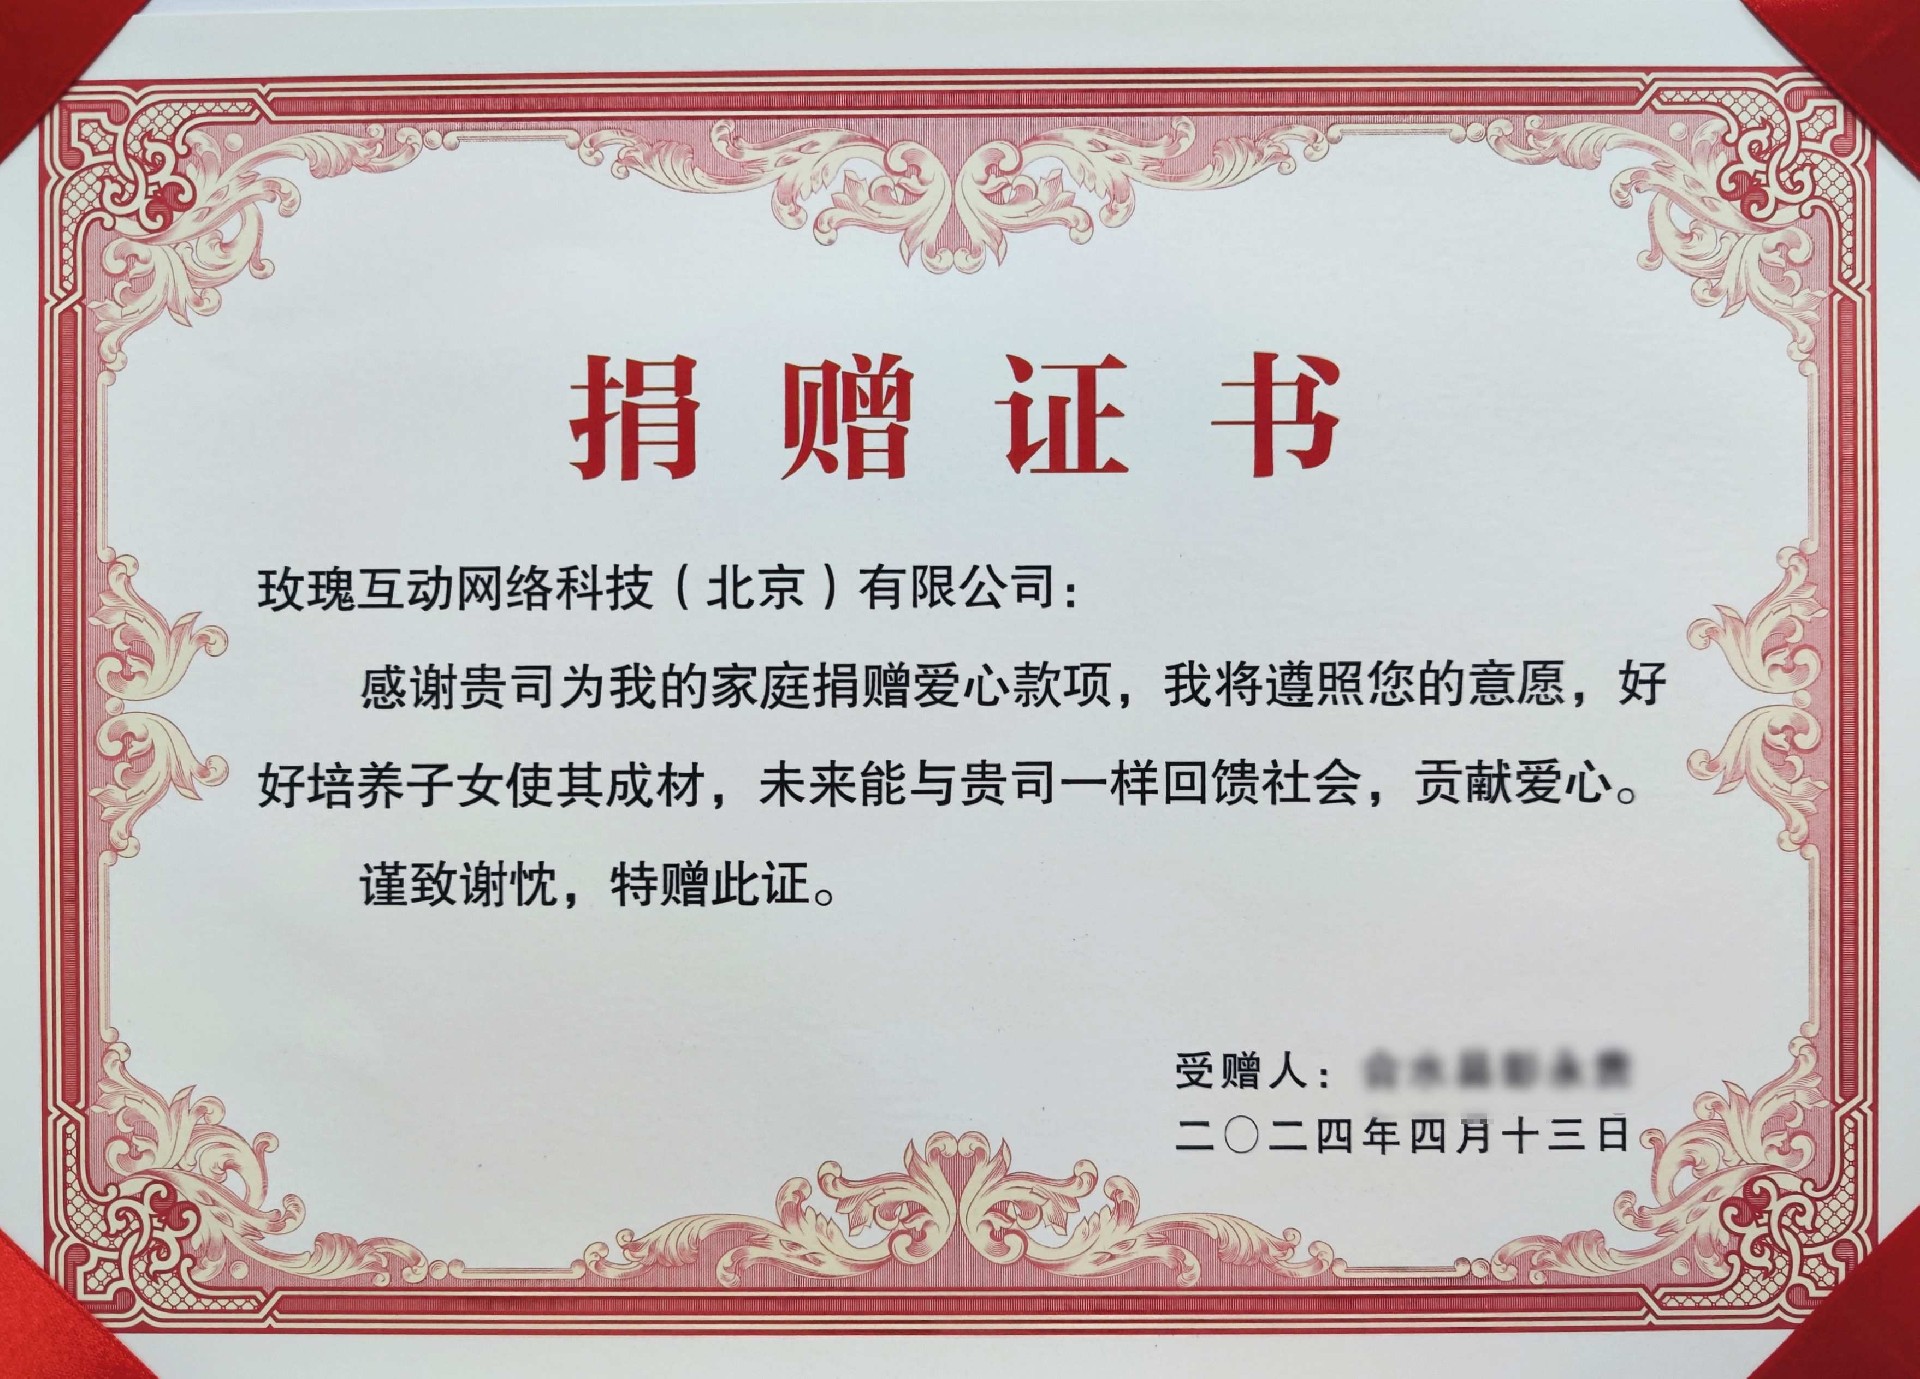 捐赠证书
玫瑰互动网络科技（北京）有限公司：
感谢贵司为我的家庭捐赠爱心款项，我将遵照您的意愿，好
好培养子女使其成材，未来能与贵司一样回馈社会，贡献爱心。
谨致谢忱，特赠此证。
受赠人：
二〇二四年四月十三日